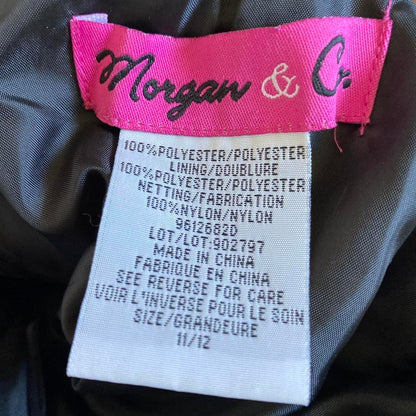 Morgan & Co.
100%POLYESTER/POLYESTER
LINING/DOUBLURE
100%POLYESTER/POLYESTER
NETTING/FABRICATION
100%NYLON/NYLON
9612682D
LOT/LOT:902797
MADE IN CHINA
FABRIQUE EN CHINA
SEE REVERSE FOR CARE
VOIR L'INVERSE POUR LE SOIN
SIZE/GRANDEURE
11/12